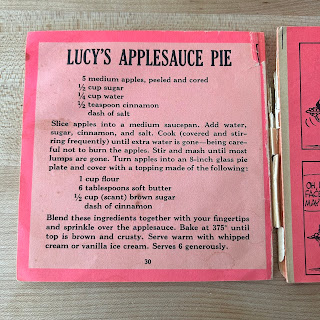 LUCY'S APPLESAUCE PIE
5 medium apples, peeled and cored
½ cup sugar
¼ cup water
½ teaspoon cinnamon
dash of salt
Slice apples into a medium saucepan. Add water,
sugar, cinnamon, and salt. Cook (covered and stir-
ring frequently) until extra water is gone—being care-
ful not to burn the apples. Stir and mash until most
lumps are gone. Turn apples into an 8-inch glass pie
plate and cover with a topping made of the following:
1 cup flour
6 tablespoons soft butter
½ cup (scant) brown sugar
dash of cinnamon
Blend these ingredients together with your fingertips
and sprinkle over the applesauce. Bake at 375° until
top is brown and crusty. Serve warm with whipped
cream or vanilla ice cream. Serves 6 generously.
30